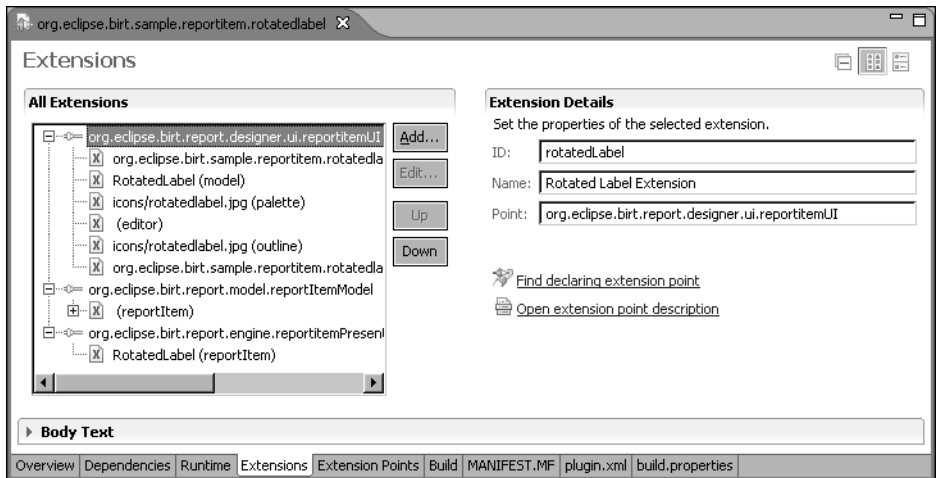 org.eclipse.birt.sample.reportitem.rotatedlabel
Extensions
All Extensions
org.eclipse.birt.report.designer.ui.reportitemUI
org.eclipse.birt.sample.reportitem.rotatedla
RotatedLabel (model)
icons/rotatedlabel.jpg (palette)
(editor)
icons/rotatedlabel.jpg (outline)
org.eclipse.birt.sample.reportitem.rotatedla
org.eclipse.birt.report.model.reportItemModel
(reportItem)
org.eclipse.birt.report.engine.reportitemPresent
RotatedLabel (reportItem)
Add...
Edit...
Up
Down
Extension Details
Set the properties of the selected extension.
ID: rotatedLabel
Name: Rotated Label Extension
Point: org.eclipse.birt.report.designer.ui.reportitemUI
Find declaring extension point
Open extension point description
Body Text
Overview Dependencies Runtime Extensions Extension Points Build MANIFEST.MF plugin.xml build.properties